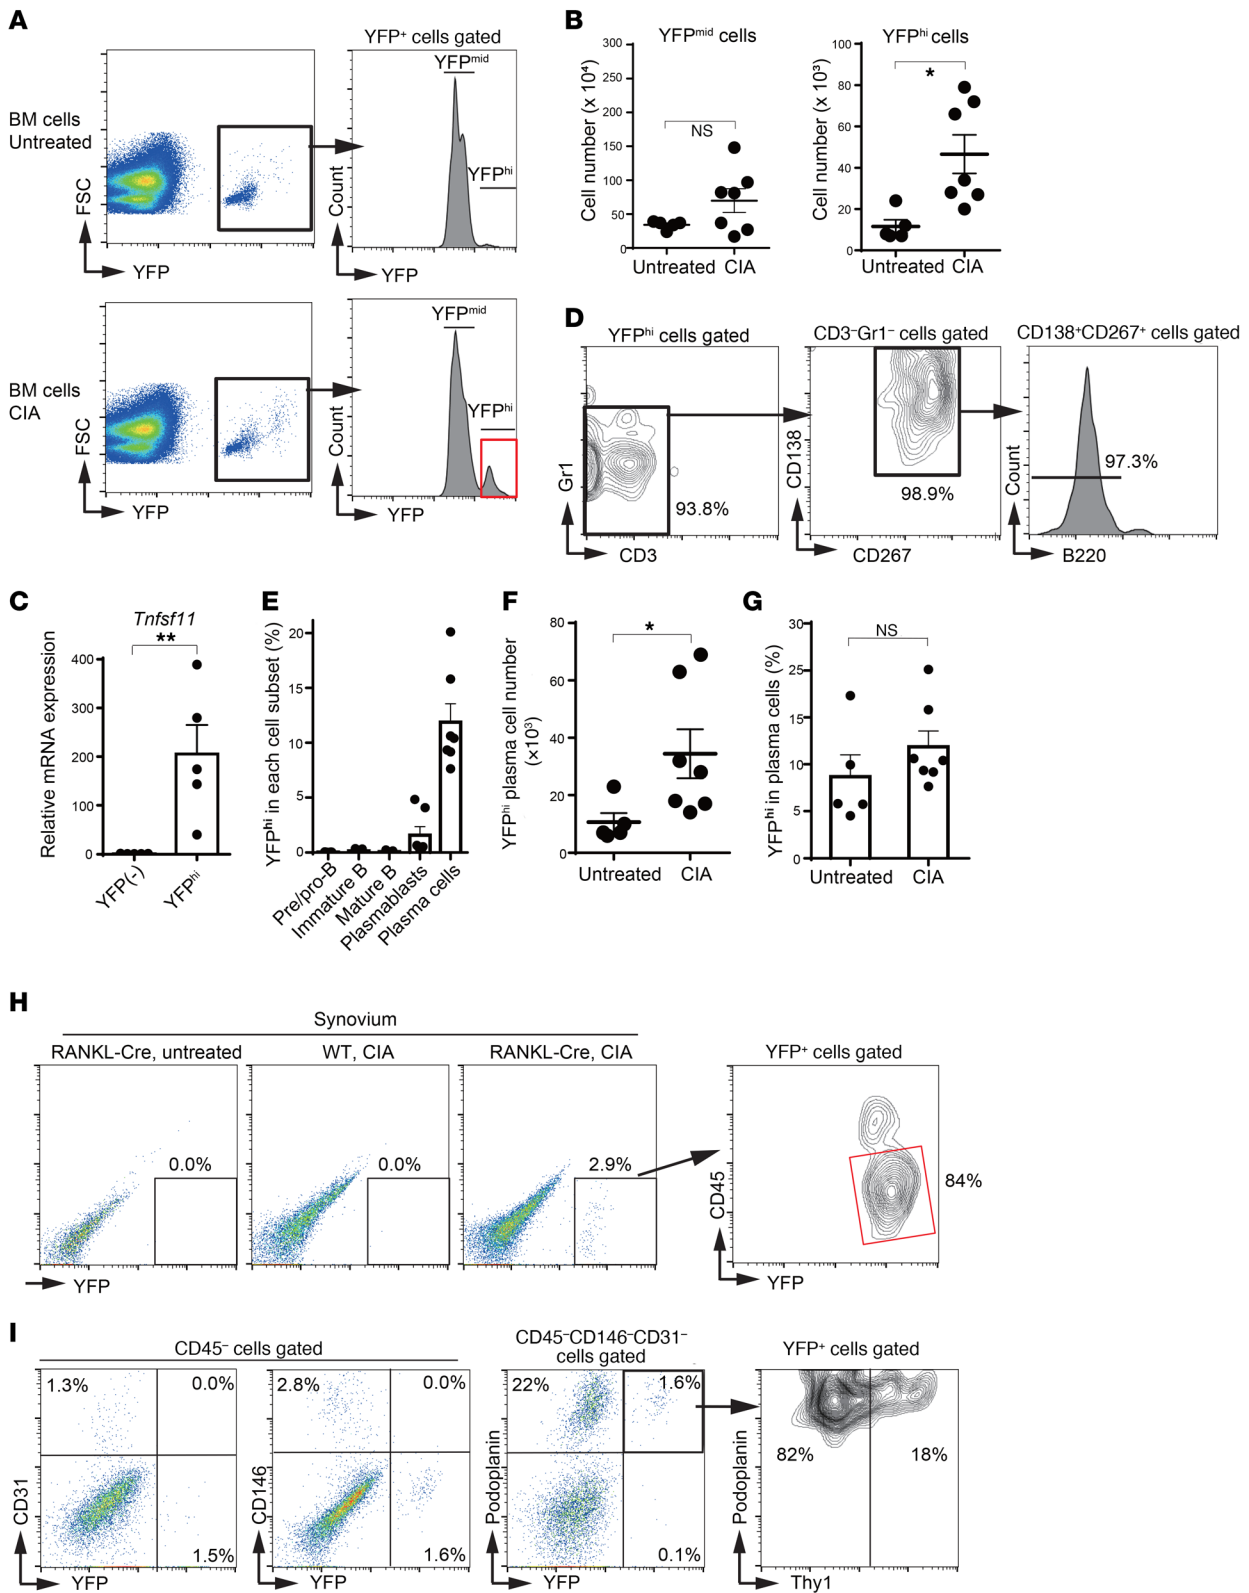 A
YFP⁺ cells gated
BM cells
Untreated
FSC
YFP
YFPᵐⁱᵈ
YFPʰⁱ
Count
YFP
BM cells
CIA
FSC
YFP
YFPᵐⁱᵈ
YFPʰⁱ
Count
YFP
B
YFPᵐⁱᵈ cells
Cell number (x 10⁴)
300
250
200
150
100
50
0
NS
Untreated CIA
YFPʰⁱ cells
Cell number (x 10³)
100
80
60
40
20
0
*
Untreated CIA
D
YFPʰⁱ cells gated
Gr1
93.8%
CD3
CD3⁻Gr1⁻ cells gated
CD138
98.9%
CD267
CD138⁺CD267⁺ cells gated
Count
97.3%
B220
C
Tnfsf11
**
Relative mRNA expression
400
300
200
100
0
YFP(-)
YFPʰⁱ
E
YFPhi in each cell subset (%)
20
15
10
5
0
Pre/pro-B
Immature B
Mature B
Plasmablasts
Plasma cells
F
YFPʰⁱ plasma cell number
(×10³)
80
60
40
20
0
*
Untreated CIA
G
YFPʰⁱ in plasma cells (%)
30
25
15
10
5
0
NS
Untreated CIA
H
Synovium
RANKL-Cre, untreated
WT, CIA
RANKL-Cre, CIA
0.0%
0.0%
2.9%
YFP
YFP⁺ cells gated
CD45
84%
YFP
I
CD45⁻ cells gated
1.3%
0.0%
CD31
1.5%
YFP
2.8%
0.0%
CD146
1.6%
YFP
CD45⁻CD146⁻CD31⁻
cells gated
22%
1.6%
Podoplanin
0.1%
YFP
YFP⁺ cells gated
Podoplanin
82%
18%
Thy1